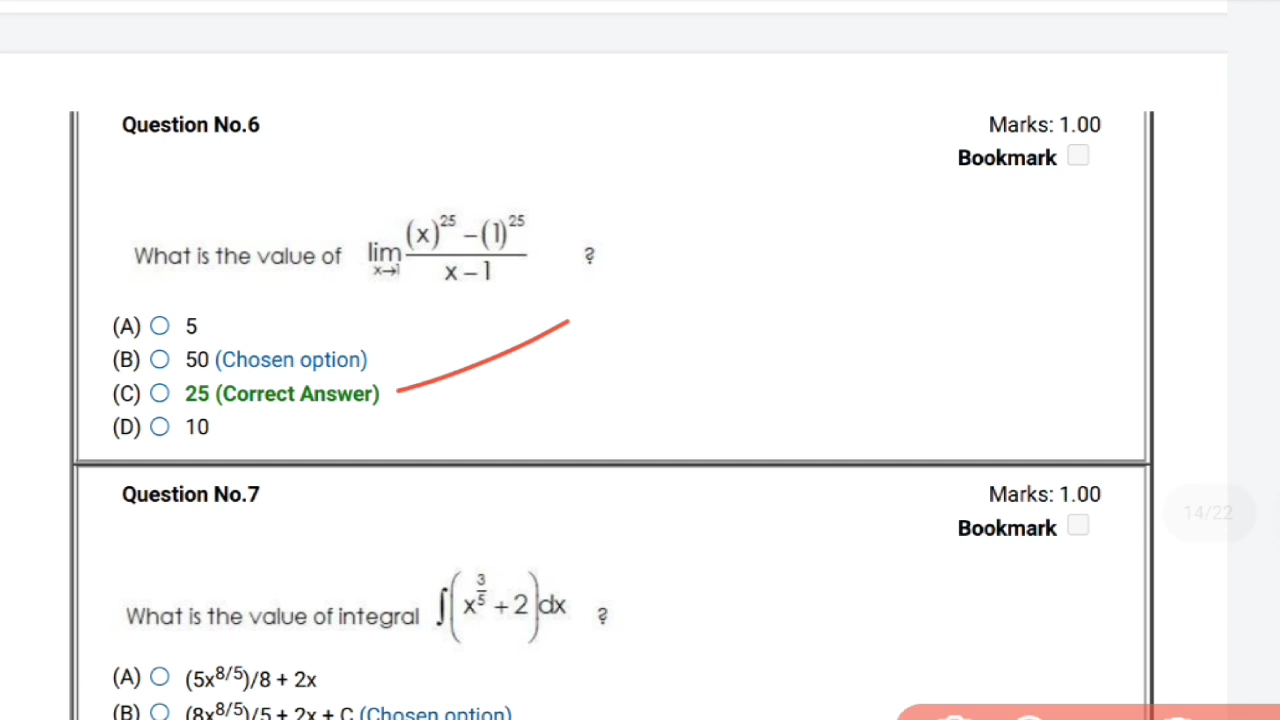 Question No.6
Marks: 1.00
Bookmark
What is the value of lim x→1 (x)^25 – (1)^25 / x – 1 ?
(A) 5
(B) 50 (Chosen option)
(C) 25 (Correct Answer)
(D) 10
Question No.7
Marks: 1.00
Bookmark
14/22
What is the value of integral ∫(x^3/5 + 2)dx ?
(A) (5x^8/5)/8 + 2x
(B) (8x^8/5)/5 + 2x + C (Chosen option)